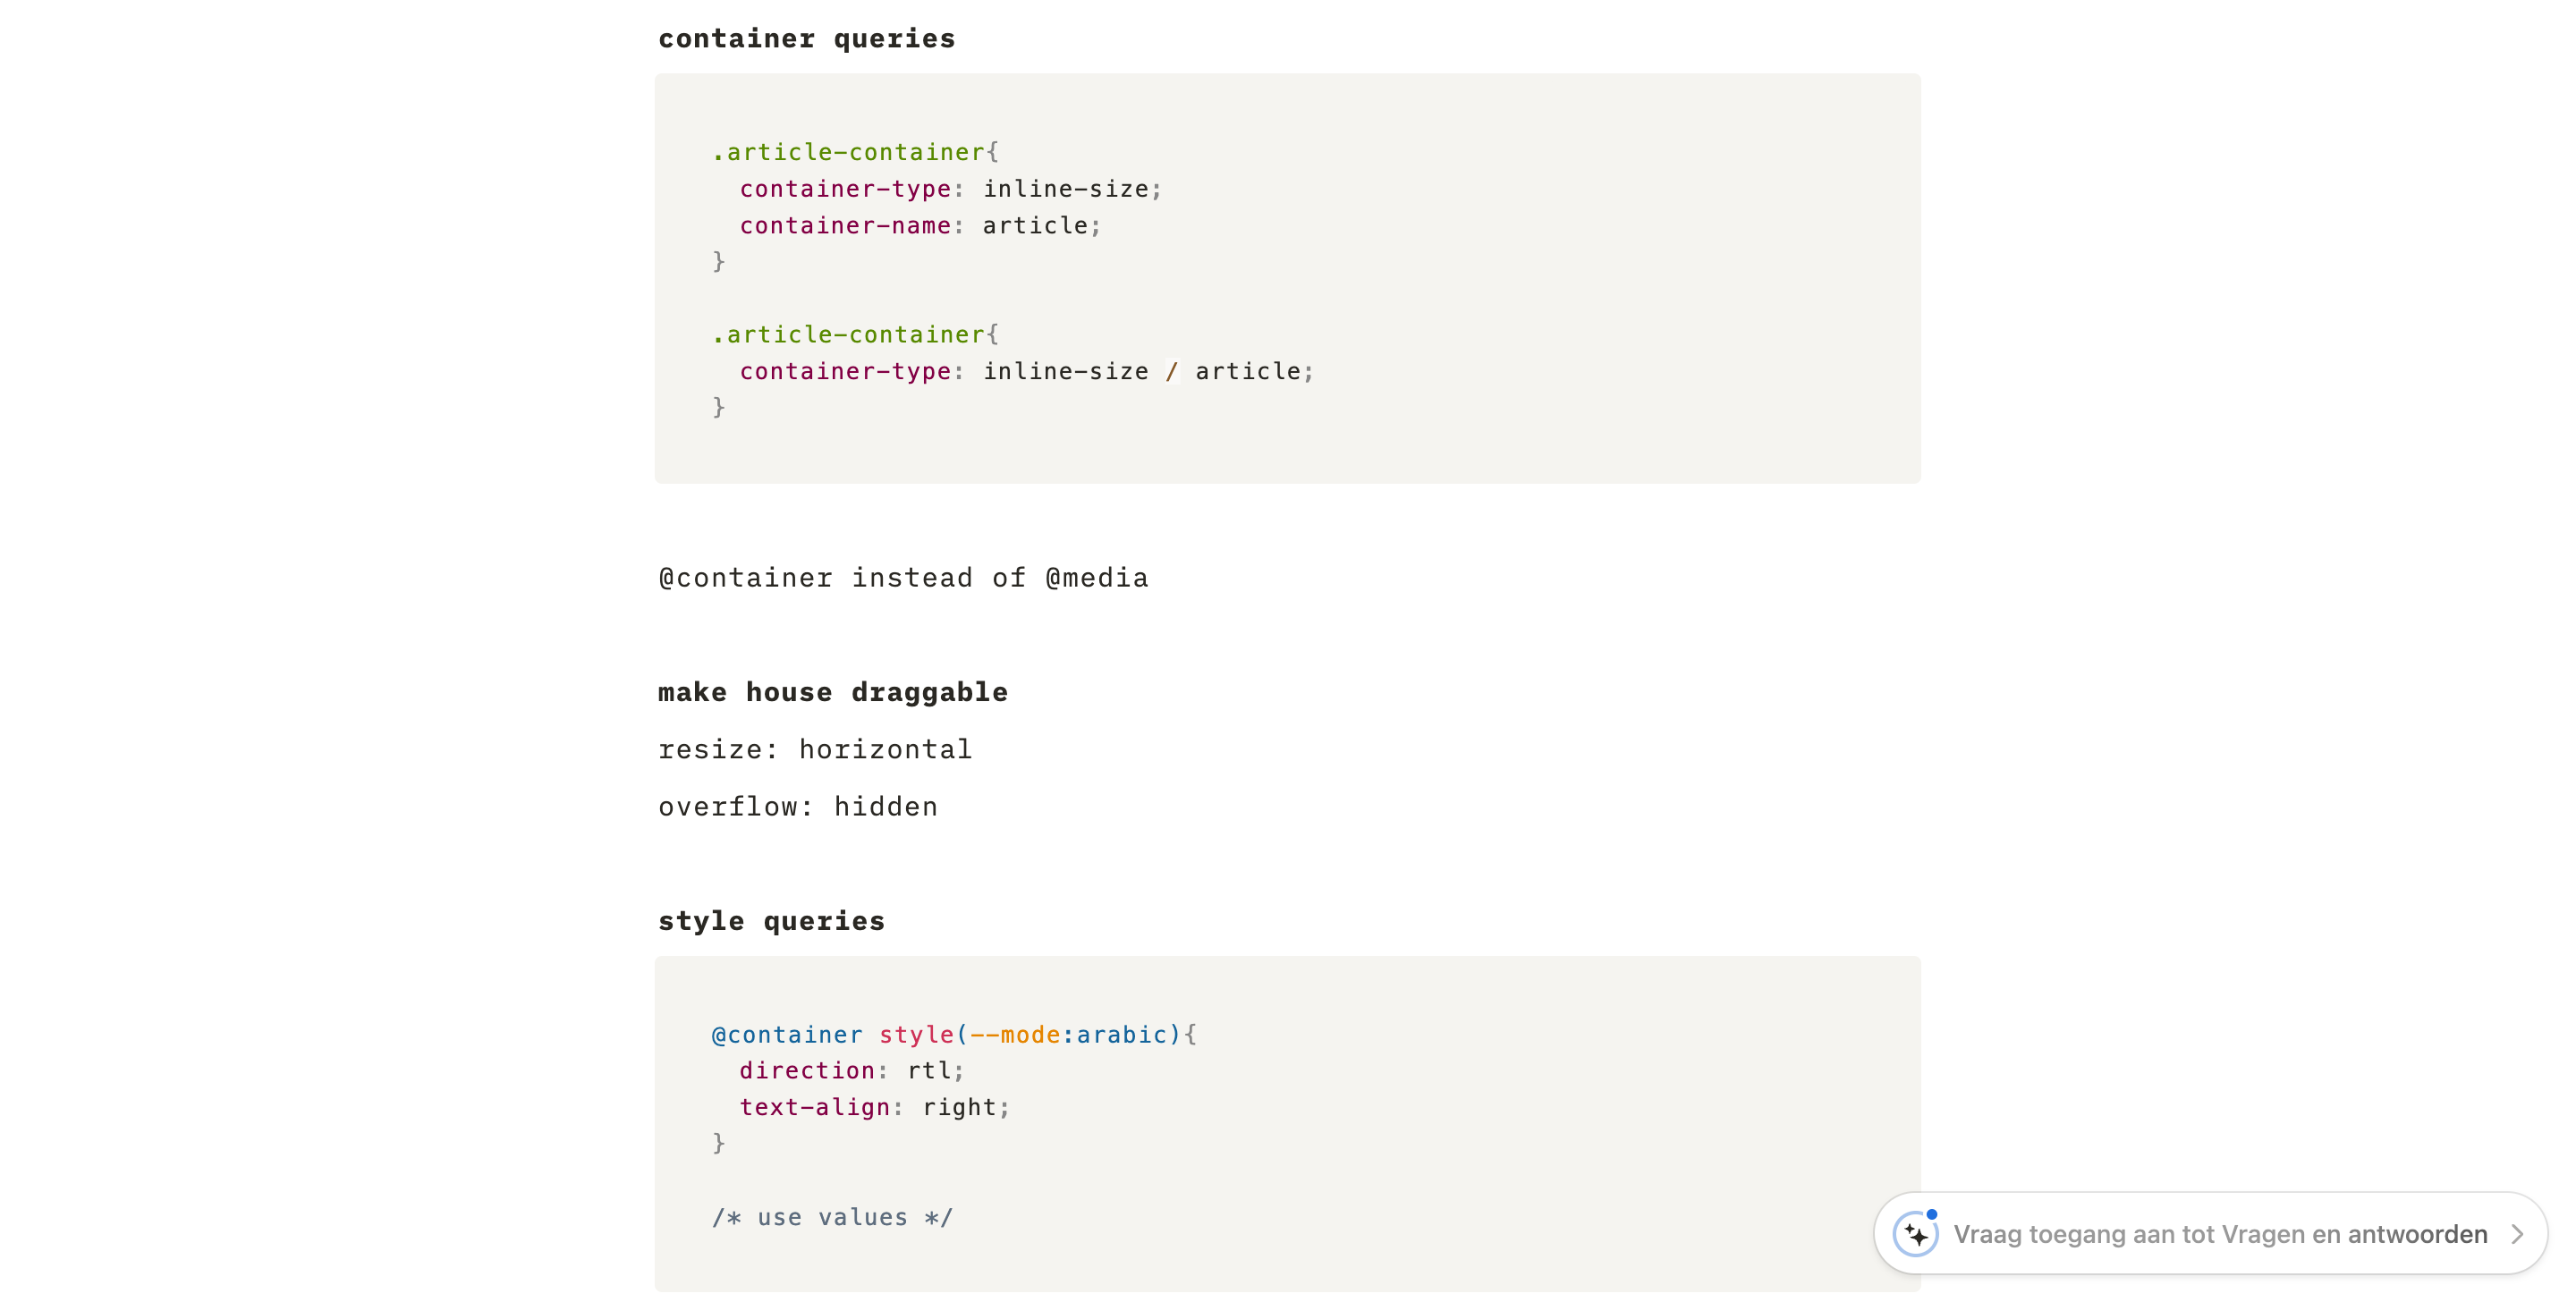 container queries
.article-container{
  container-type: inline-size;
  container-name: article;
}
.article-container{
  container-type: inline-size / article;
}
@container instead of @media
make house draggable
resize: horizontal
overflow: hidden
style queries
@container style(--mode:arabic){
  direction: rtl;
  text-align: right;
}
/* use values */
Vraag toegang aan tot Vragen en antwoorden